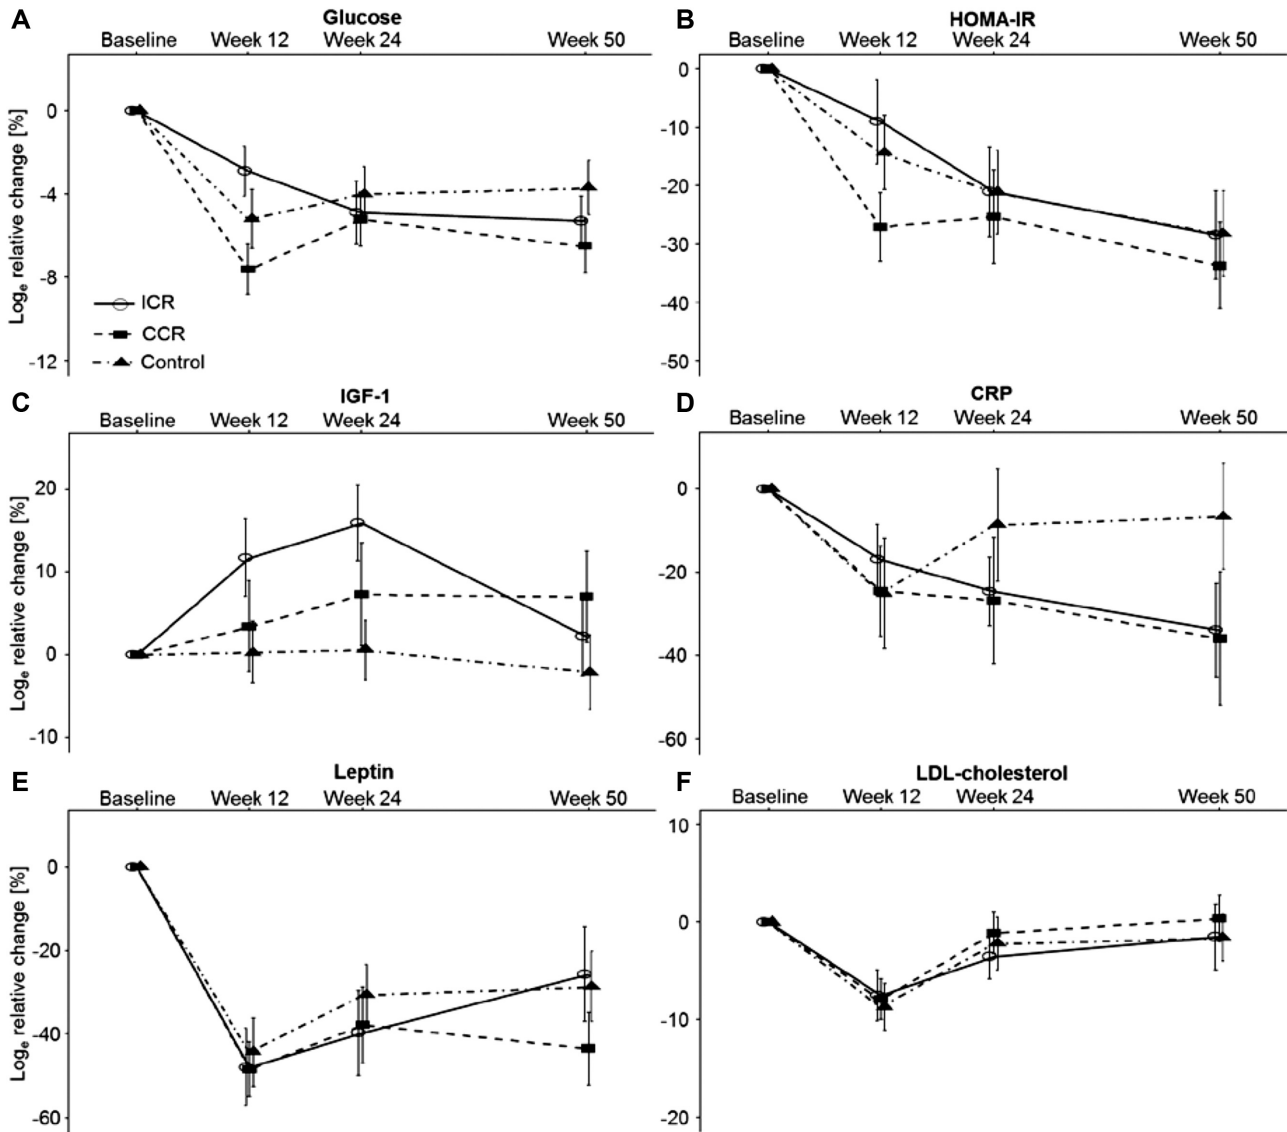 A
Glucose
Baseline Week 12 Week 24 Week 50
Logₑ relative change [%]
0
-4
-8
-12
ICR
CCR
Control
B
HOMA-IR
Baseline Week 12 Week 24 Week 50
0
-10
-20
-30
-40
-50
C
IGF-1
Baseline Week 12 Week 24 Week 50
Logₑ relative change [%]
20
10
0
-10
D
CRP
Baseline Week 12 Week 24 Week 50
0
-20
-40
-60
E
Leptin
Baseline Week 12 Week 24 Week 50
Logₑ relative change [%]
0
-20
-40
-60
F
LDL-cholesterol
Baseline Week 12 Week 24 Week 50
10
0
-10
-20